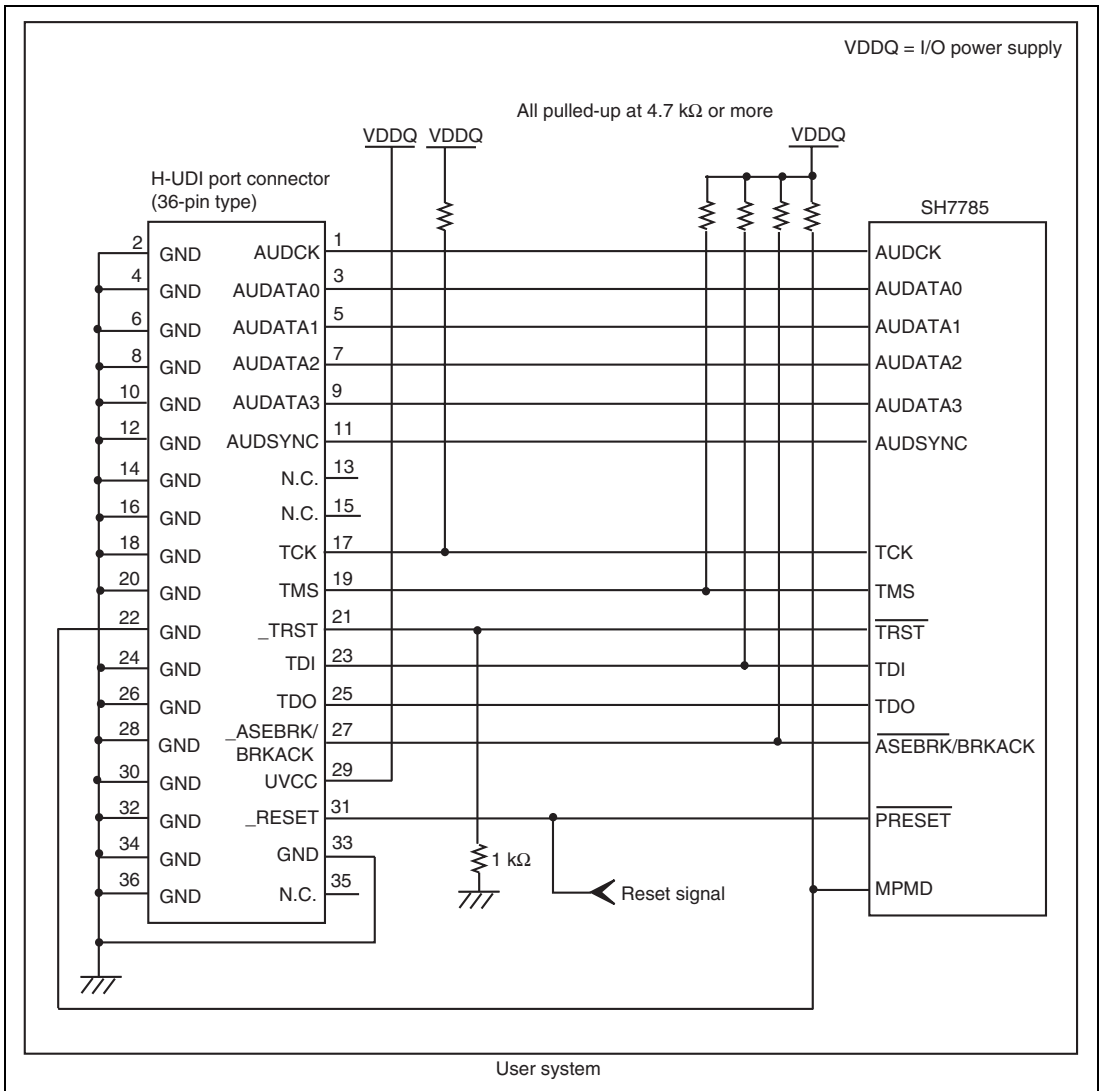 VDDQ = I/O power supply
All pulled-up at 4.7 kΩ or more
VDDQ VDDQ VDDQ
H-UDI port connector
(36-pin type)
SH7785
2 GND AUDCK 1 AUDCK
4 GND AUDATA0 3 AUDATA0
6 GND AUDATA1 5 AUDATA1
8 GND AUDATA2 7 AUDATA2
10 GND AUDATA3 9 AUDATA3
12 GND AUDSYNC 11 AUDSYNC
14 GND N.C. 13
16 GND N.C. 15
18 GND TCK 17 TCK
20 GND TMS 19 TMS
22 GND _TRST 21 TRST
24 GND TDI 23 TDI
26 GND TDO 25 TDO
28 GND _ASEBRK/ 27 ASEBRK/BRKACK
BRKACK
30 GND UVCC 29
32 GND _RESET 31 PRESET
34 GND GND 33
1 kΩ
36 GND N.C. 35 Reset signal MPMD
User system